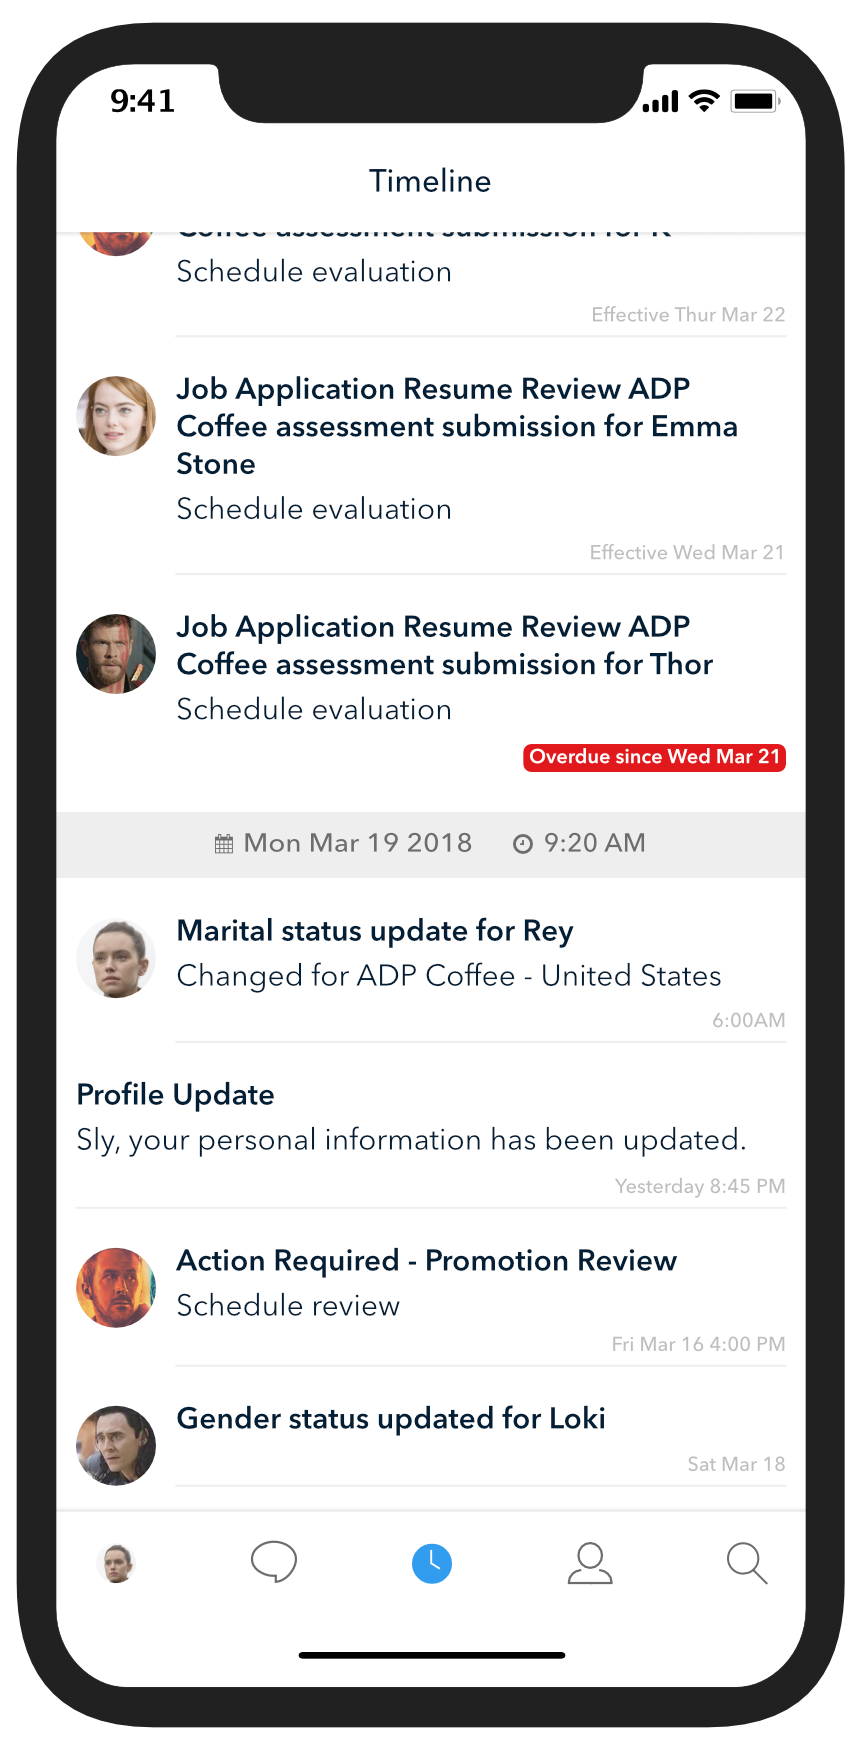 9:41
Timeline
Coffee assessment submission for R
Schedule evaluation
Effective Thur Mar 22
Job Application Resume Review ADP
Coffee assessment submission for Emma
Stone
Schedule evaluation
Effective Wed Mar 21
Job Application Resume Review ADP
Coffee assessment submission for Thor
Schedule evaluation
Overdue since Wed Mar 21
Mon Mar 19 2018 9:20 AM
Marital status update for Rey
Changed for ADP Coffee - United States
6:00AM
Profile Update
Sly, your personal information has been updated.
Yesterday 8:45 PM
Action Required - Promotion Review
Schedule review
Fri Mar 16 4:00 PM
Gender status updated for Loki
Sat Mar 18